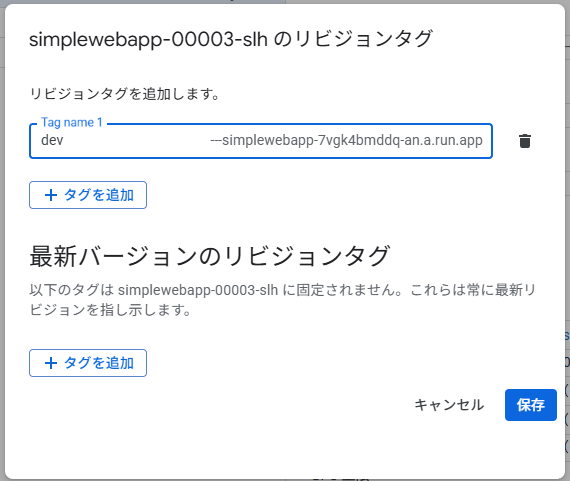 simplewebapp-00003-slh のリビジョンタグ
リビジョンタグを追加します。
Tag name 1
dev ---simplewebapp-7vgk4bmddq-an.a.run.app
タグを追加
最新バージョンのリビジョンタグ
以下のタグは simplewebapp-00003-slh に固定されません。これらは常に最新リ
ビジョンを指し示します。
タグを追加
キャンセル 保存